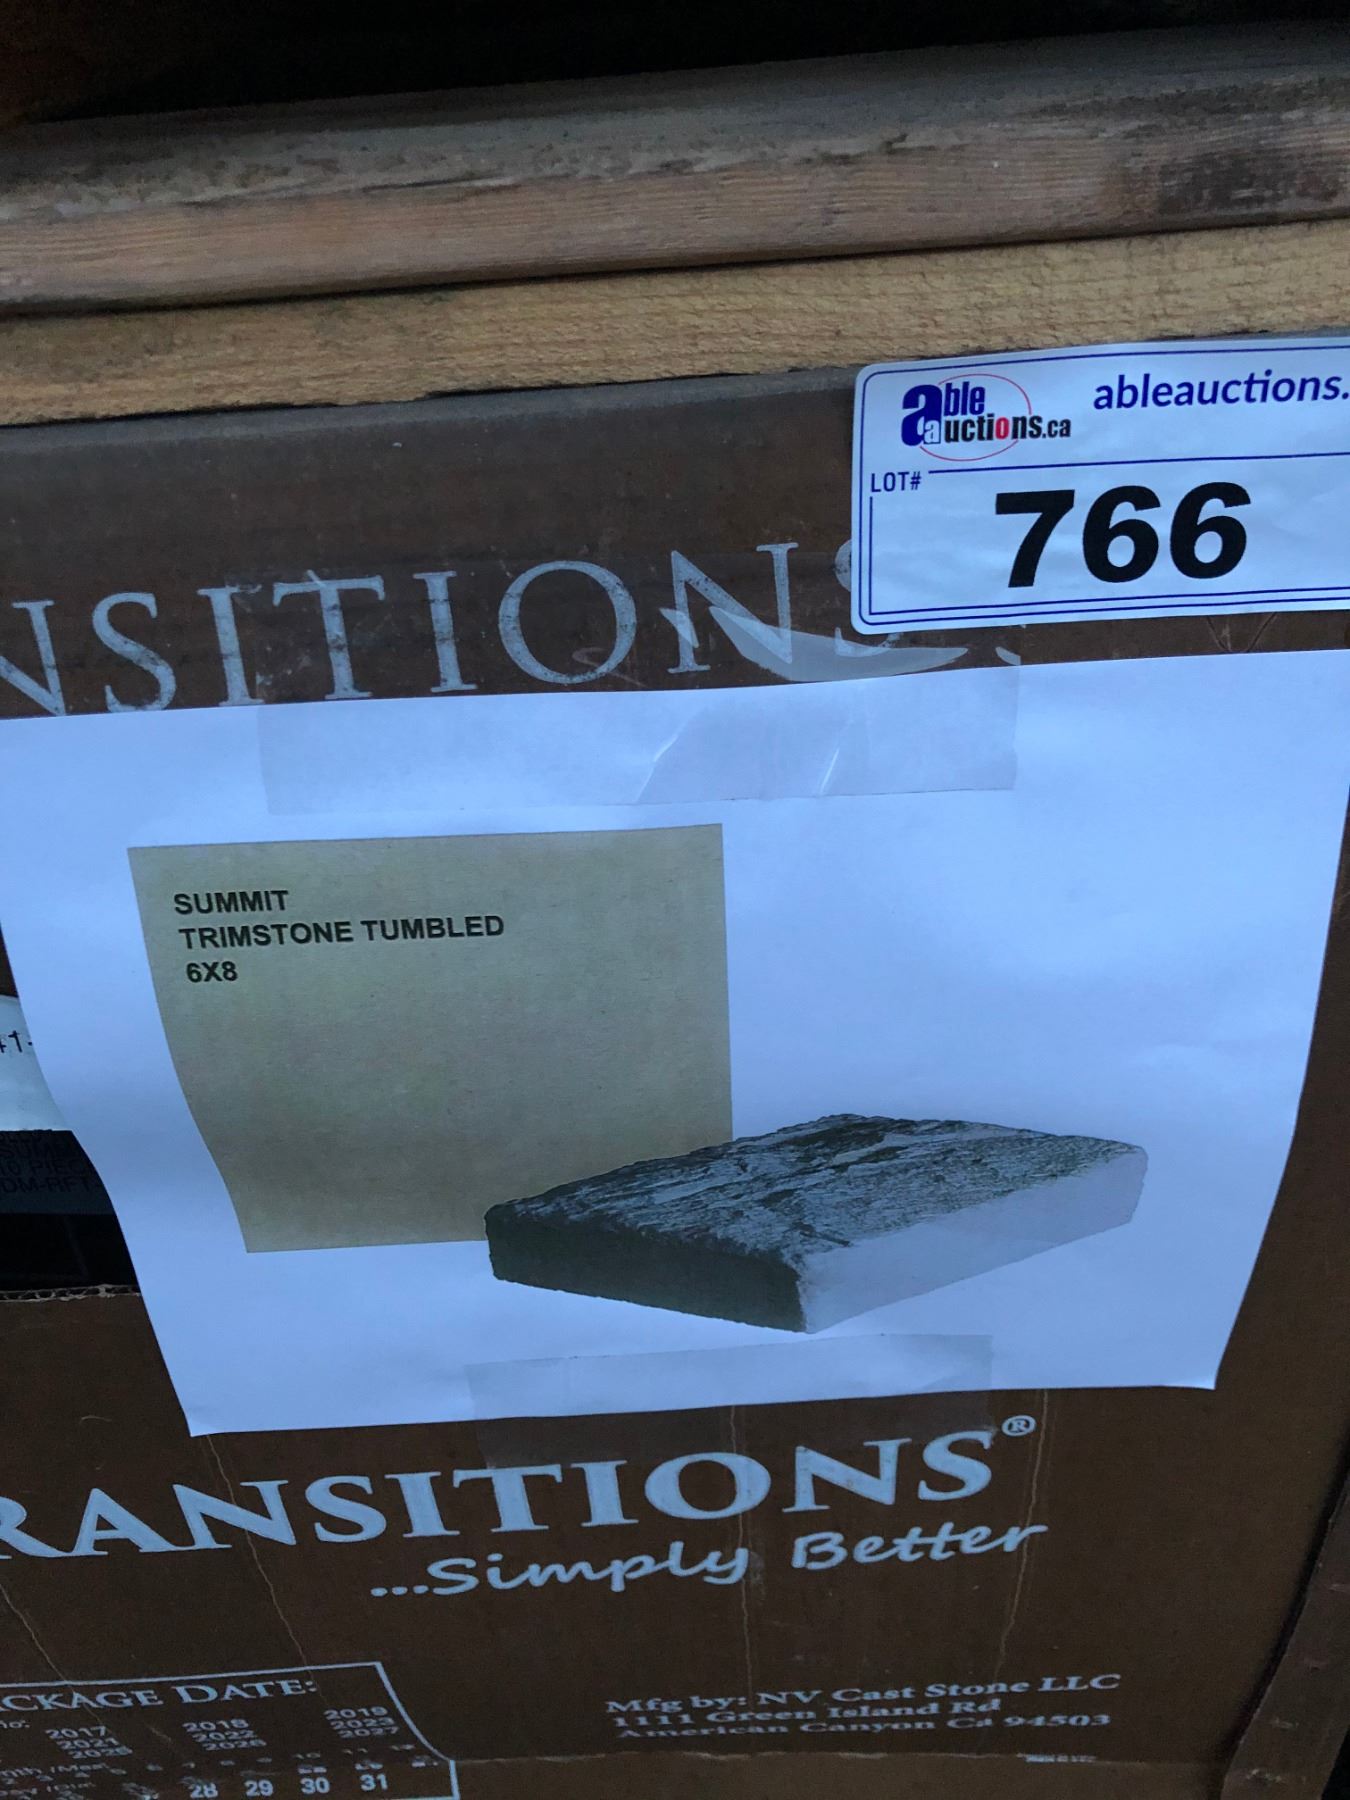 able auctions.ca
ableauctions.
LOT#
766
NSITIONS
SUMMIT
TRIMSTONE TUMBLED
6X8
RANSITIONS®
...Simply Better
CKAGE DATE:
2017 2018 2019
2021
28 29 30 31
Mfg by: NV Cast Stone LLC
1111 Green Island Rd
American Canyon Ca 94503